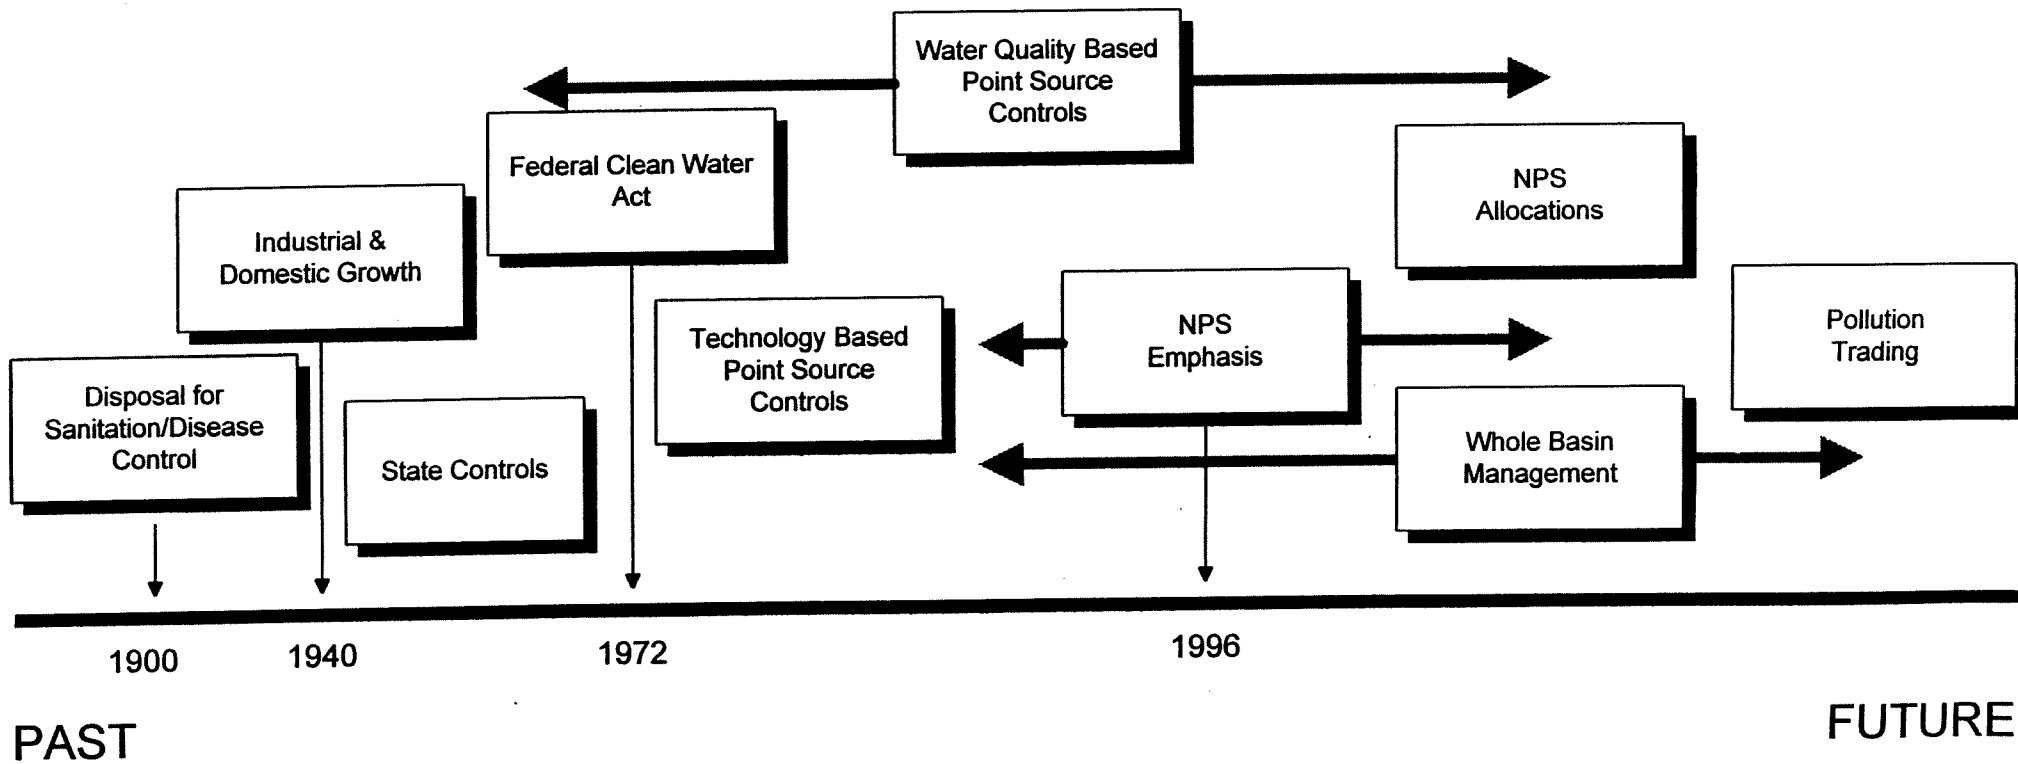 Water Quality Based
Point Source
Controls
Federal Clean Water
Act
NPS
Allocations
Industrial &
Domestic Growth
Technology Based
Point Source
Controls
NPS
Emphasis
Pollution
Trading
Disposal for
Sanitation/Disease
Control
State Controls
Whole Basin
Management
1900
1940
1972
1996
PAST
FUTURE